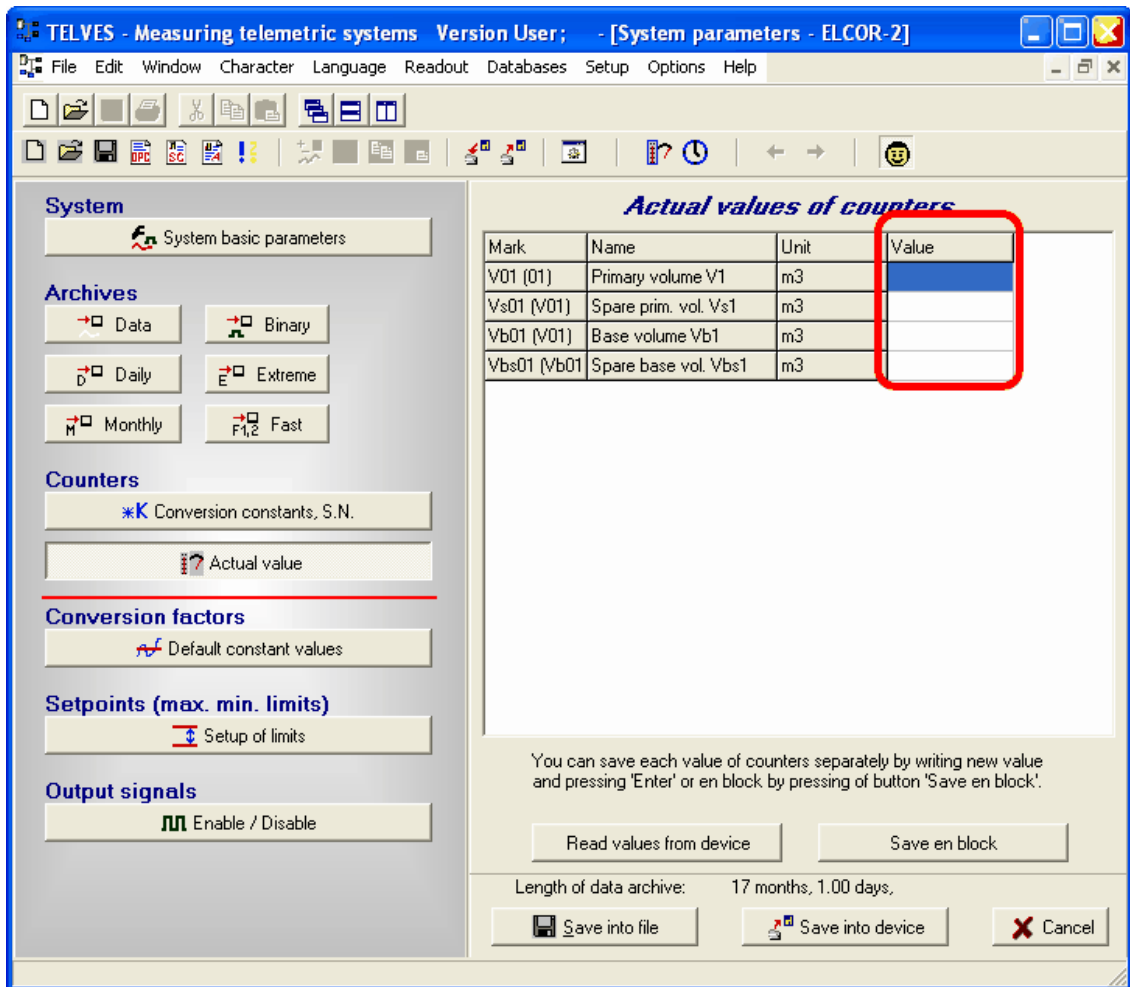 TELVES - Measuring telemetric systems Version User; - [System parameters - ELCOR-2]
File Edit Window Character Language Readout Databases Setup Options Help
System
System basic parameters
Archives
Data Binary
D Daily E Extreme
M Monthly F1,2 Fast
Counters
*K Conversion constants, S.N.
Actual value
Conversion factors
Default constant values
Setpoints (max. min. limits)
Setup of limits
Output signals
Enable / Disable
Actual values of counters
Mark Name Unit Value
V01 (01) Primary volume V1 m3
Vs01 (V01) Spare prim. vol. Vs1 m3
Vb01 (V01) Base volume Vb1 m3
Vbs01 (Vb01 Spare base vol. Vbs1 m3
You can save each value of counters separately by writing new value
and pressing 'Enter' or en block by pressing of button 'Save en block'.
Read values from device Save en block
Length of data archive: 17 months, 1.00 days,
Save into file Save into device Cancel